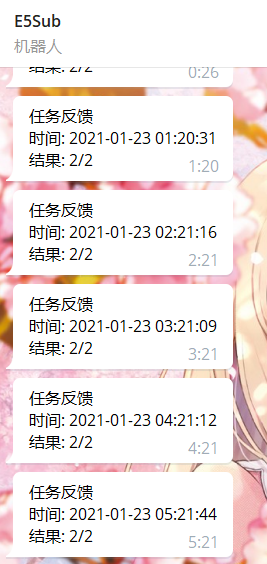 E5Sub
机器人
结果: 2/2
0:26
任务反馈
时间: 2021-01-23 01:20:31
结果: 2/2
1:20
任务反馈
时间: 2021-01-23 02:21:16
结果: 2/2
2:21
任务反馈
时间: 2021-01-23 03:21:09
结果: 2/2
3:21
任务反馈
时间: 2021-01-23 04:21:12
结果: 2/2
4:21
任务反馈
时间: 2021-01-23 05:21:44
结果: 2/2
5:21